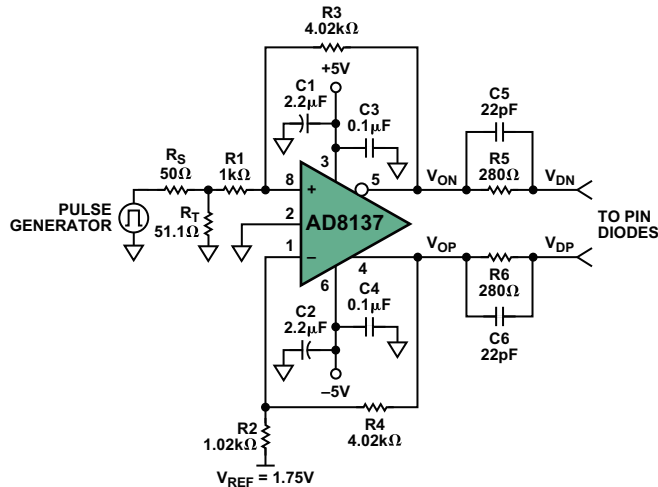 R3
4.02kΩ
+5V
C1
2.2µF
C3
0.1µF
C5
22pF
RS
50Ω
R1
1kΩ
3
8
+
5
VON
R5
280Ω
VDN
PULSE
GENERATOR
RT
51.1Ω
2
AD8137
TO PIN
DIODES
1
–
4
VOP
VDP
6
R6
280Ω
C4
0.1µF
C2
2.2µF
C6
22pF
–5V
R2
1.02kΩ
R4
4.02kΩ
VREF = 1.75V